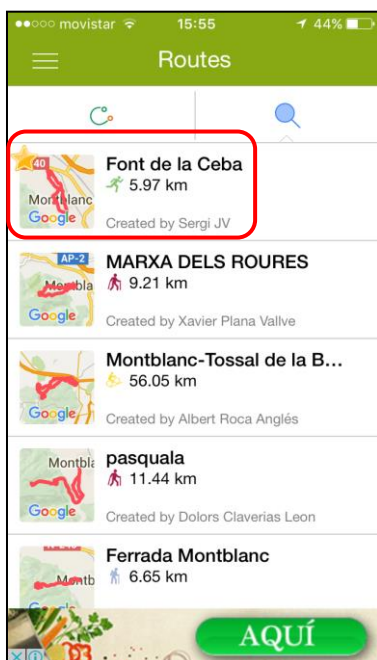 movistar 15:55 44%
Routes
40
Montblanc
Google
Font de la Ceba
5.97 km
Created by Sergi JV
AP-2
Google
MARXA DELS ROURES
9.21 km
Created by Xavier Plana Vallve
Google
Montblanc-Tossal de la B...
56.05 km
Created by Albert Roca Anglés
Montbla
Google
pasquala
11.44 km
Created by Dolors Claverias Leon
Ferrada Montblanc
6.65 km
AQUÍ